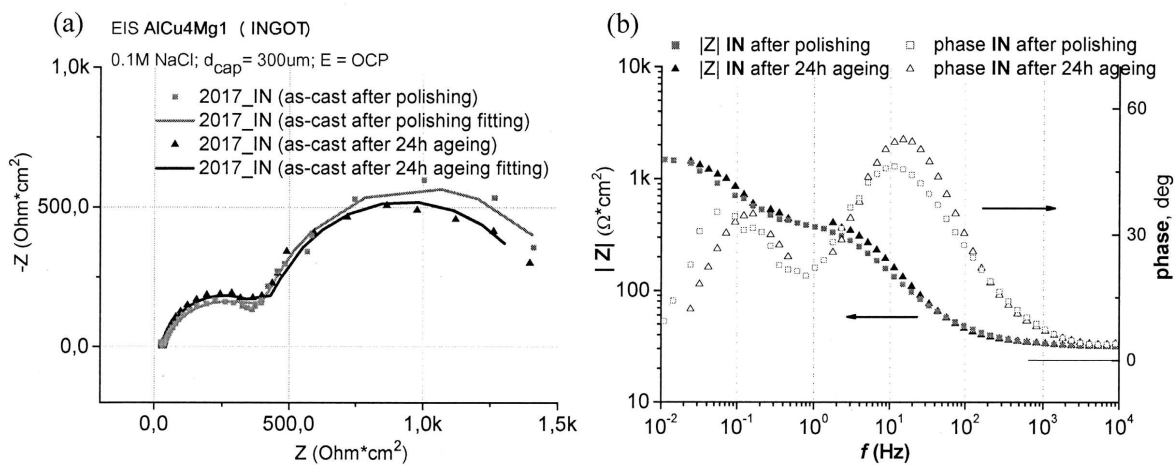 (a)
EIS AlCu4Mg1 ( INGOT)
0.1M NaCl; dcap= 300um; E = OCP
1,0k
2017_IN (as-cast after polishing)
2017_IN (as-cast after polishing fitting)
2017_IN (as-cast after 24h ageing)
2017_IN (as-cast after 24h ageing fitting)
500,0
0,0
-Z (Ohm*cm2)
0,0 500,0 1,0k 1,5k
Z (Ohm*cm2)
(b)
|Z| IN after polishing
|Z| IN after 24h ageing
phase IN after polishing
phase IN after 24h ageing
10k
1k
100
10
|Z| (Ω*cm2)
60
30
0
phase, deg
10-2 10-1 100 101 102 103 104
f (Hz)